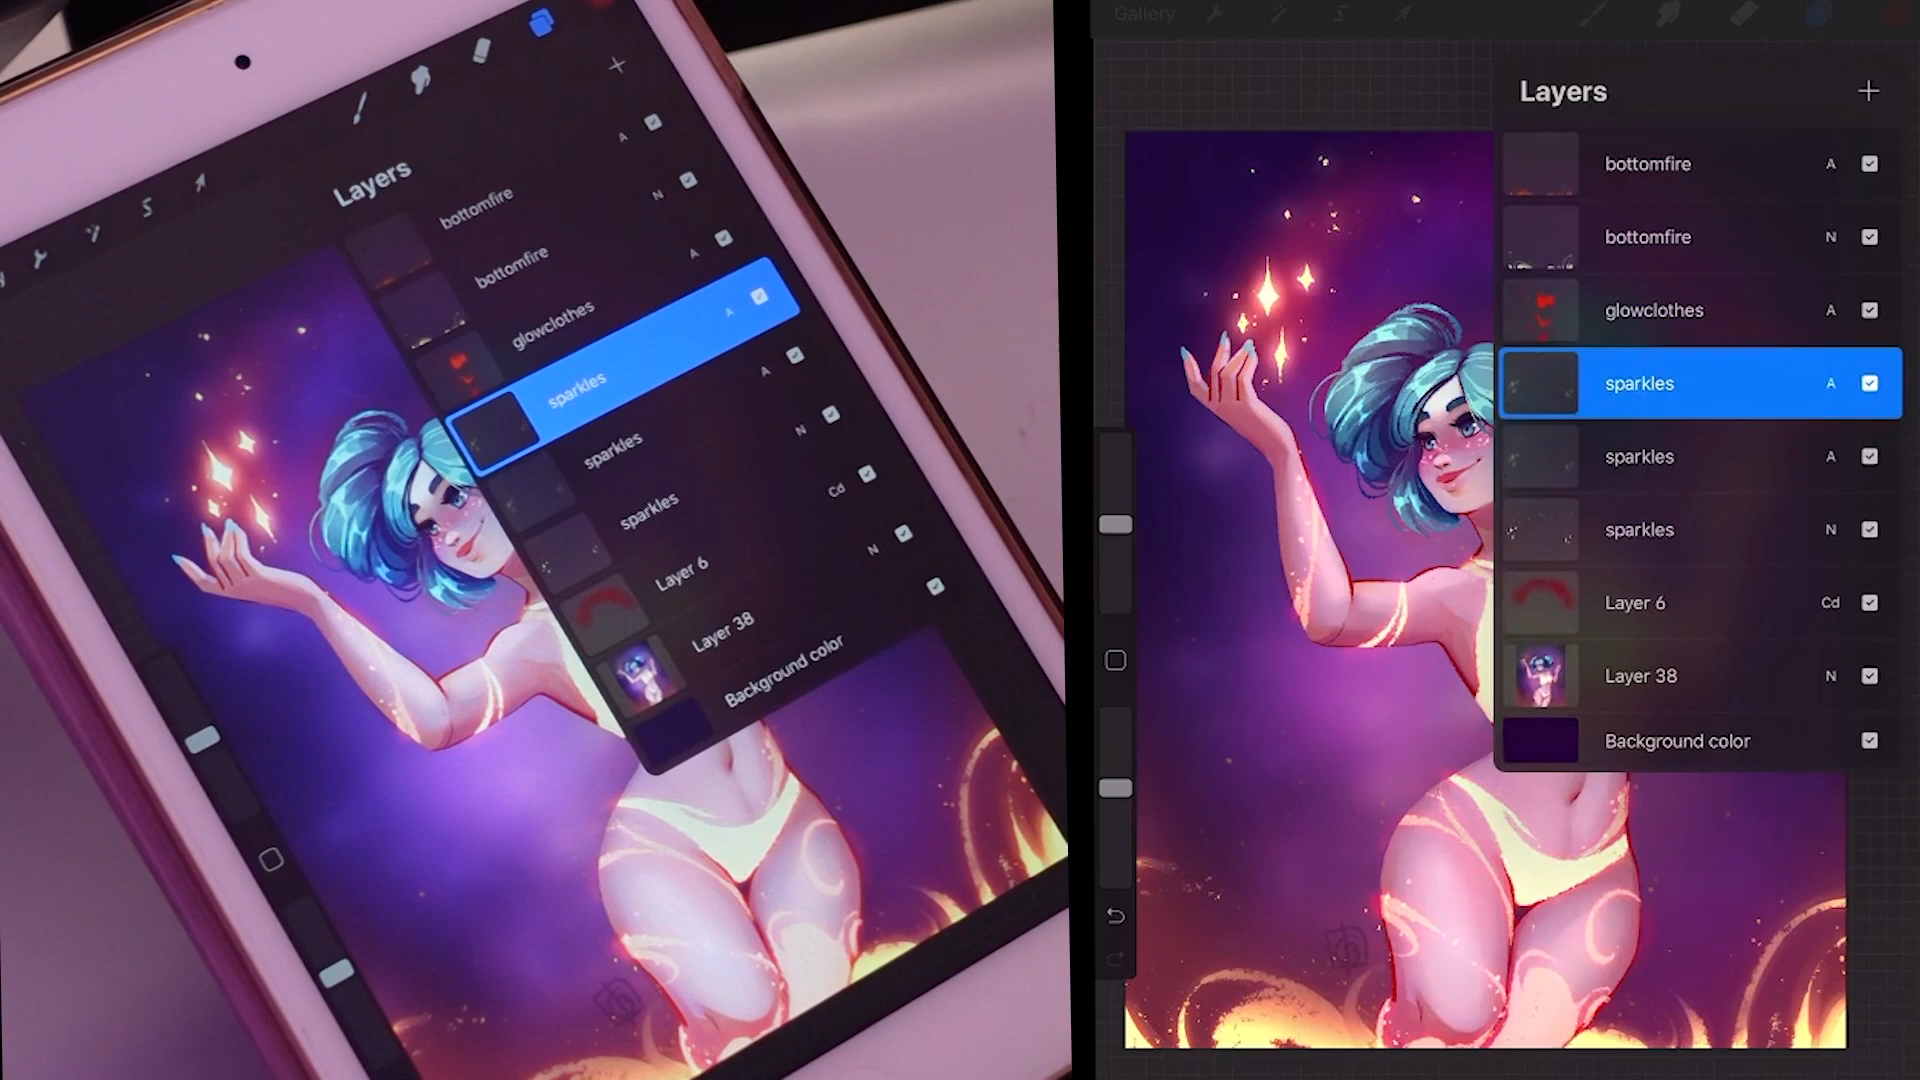 Layers
A
bottomfire
N
bottomfire
A
glowclothes
A
sparkles
A
sparkles
N
sparkles
Cd
Layer 6
N
Layer 38
Background color
Gallery
Layers
bottomfire A
bottomfire N
glowclothes A
sparkles A
sparkles A
sparkles N
Layer 6 Cd
Layer 38 N
Background color